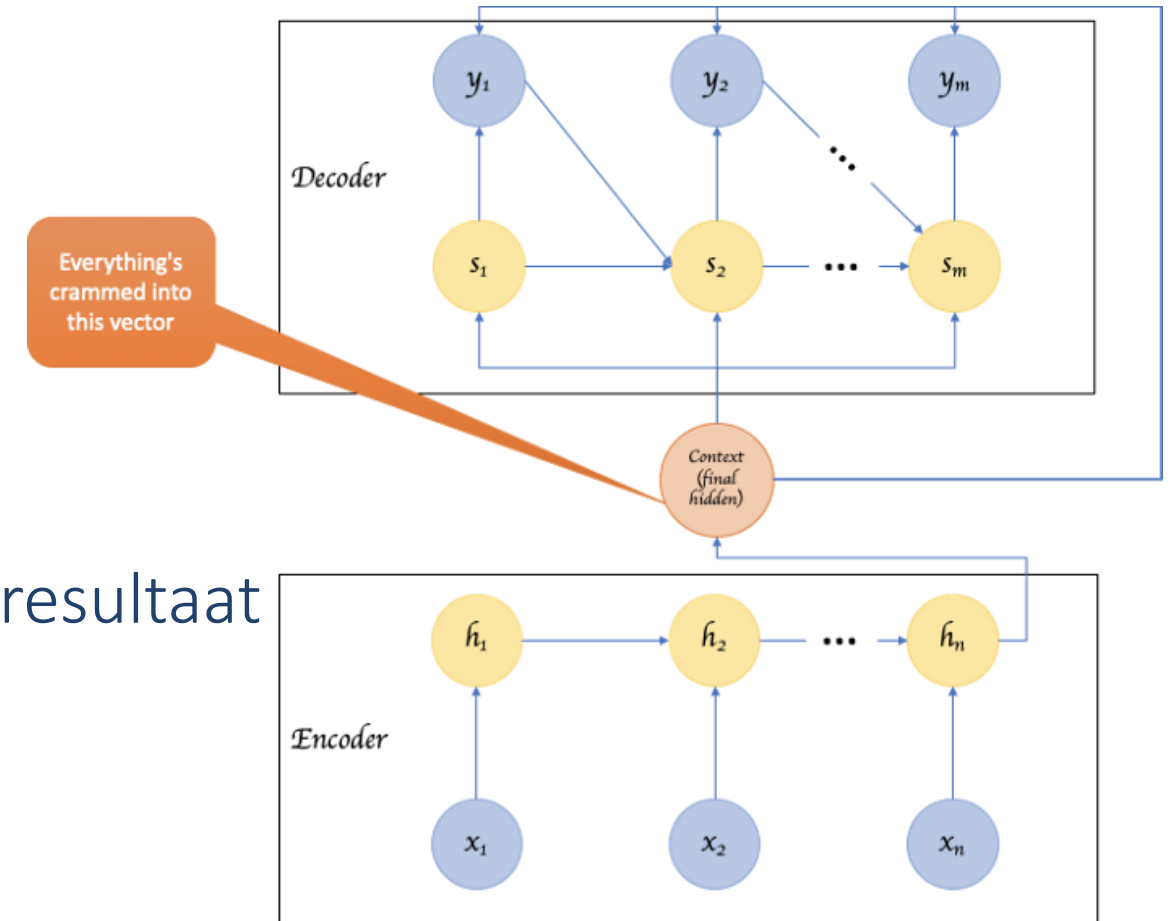 y₁ y₂ yₘ
Decoder
Everything's
crammed into
this vector
s₁ s₂ ... sₘ
Context
(final
hidden)
resultaat
h₁ h₂ ... hₙ
Encoder
x₁ x₂ xₙ